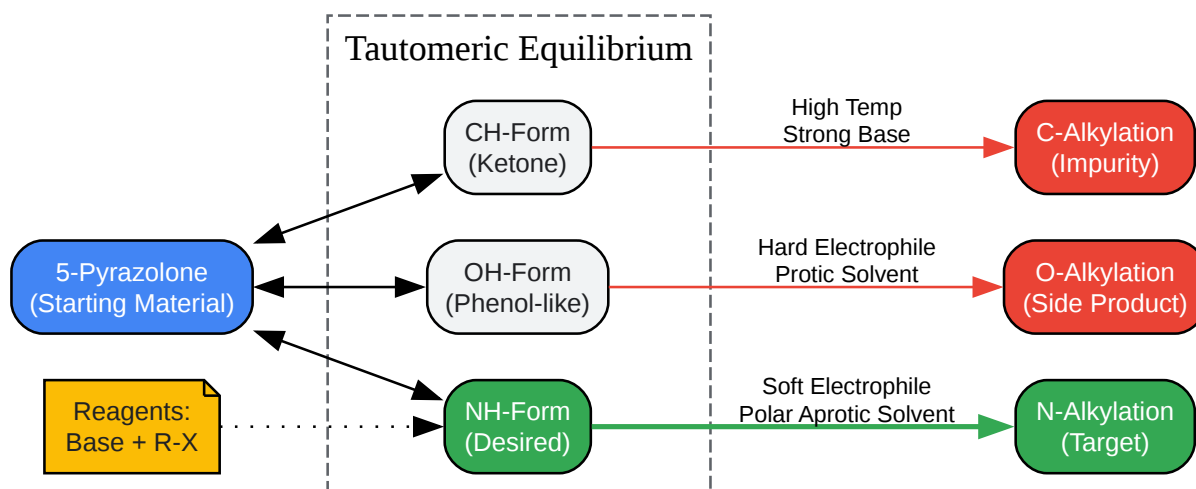 Tautomeric Equilibrium
CH-Form
(Ketone)
High Temp
Strong Base
C-Alkylation
(Impurity)
5-Pyrazolone
(Starting Material)
OH-Form
(Phenol-like)
Hard Electrophile
Protic Solvent
O-Alkylation
(Side Product)
Reagents:
Base + R-X
NH-Form
(Desired)
Soft Electrophile
Polar Aprotic Solvent
N-Alkylation
(Target)